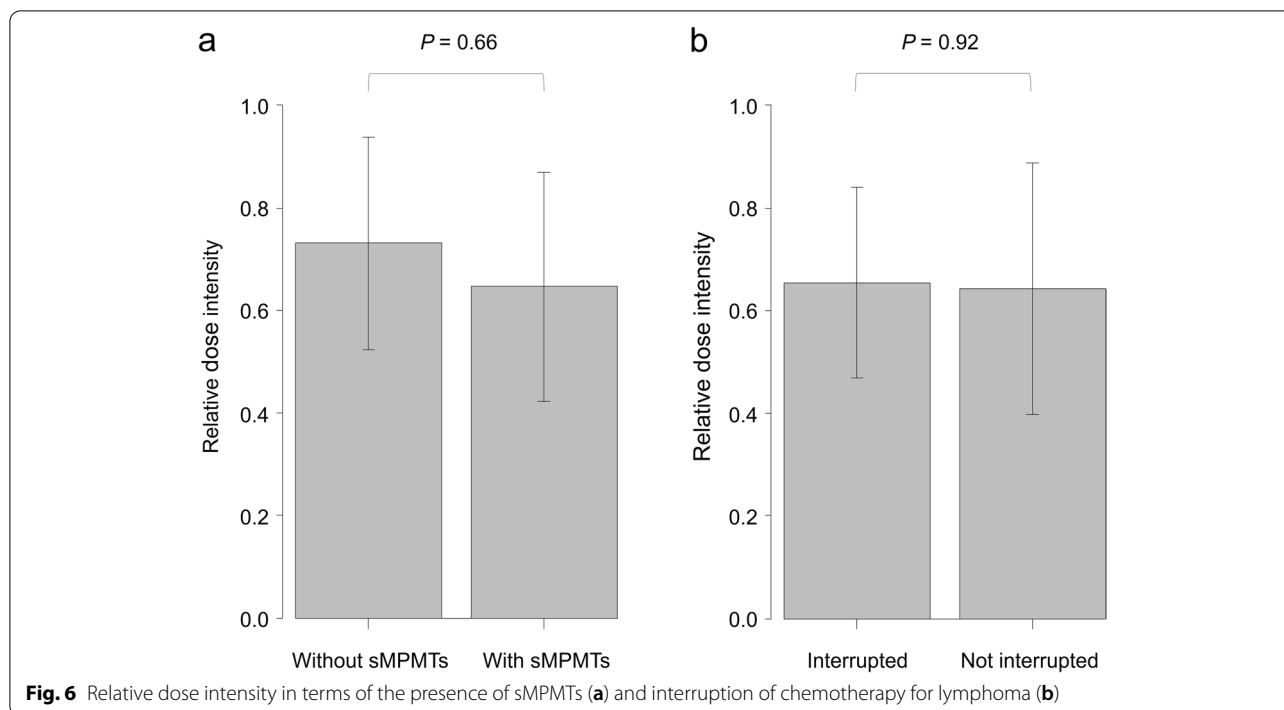 a
P = 0.66
Relative dose intensity
1.0
0.8
0.6
0.4
0.2
0.0
Without sMPMTs
With sMPMTs
b
P = 0.92
Relative dose intensity
1.0
0.8
0.6
0.4
0.2
0.0
Interrupted
Not interrupted
Fig. 6 Relative dose intensity in terms of the presence of sMPMTs (a) and interruption of chemotherapy for lymphoma (b)